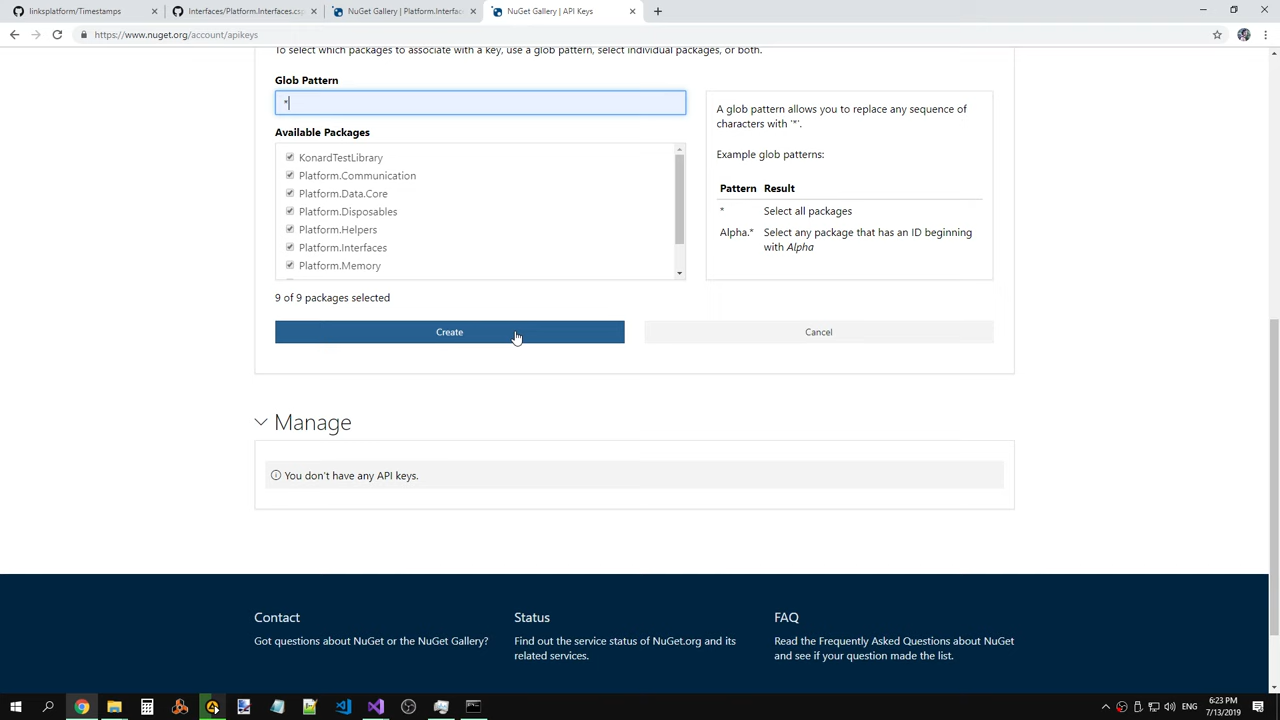 linksplatform/Timestamps
Interfaces/Platform.Interfaces.csp
NuGet Gallery | Platform.Interfac
NuGet Gallery | API Keys
https://www.nuget.org/account/apikeys
To select which packages to associate with a key, use a glob pattern, select individual packages, or both.
Glob Pattern
*
Available Packages
KonardTestLibrary
Platform.Communication
Platform.Data.Core
Platform.Disposables
Platform.Helpers
Platform.Interfaces
Platform.Memory
9 of 9 packages selected
A glob pattern allows you to replace any sequence of
characters with '*'.
Example glob patterns:
Pattern Result
* Select all packages
Alpha.* Select any package that has an ID beginning
with Alpha
Create
Cancel
Manage
You don't have any API keys.
Contact
Got questions about NuGet or the NuGet Gallery?
Status
Find out the service status of NuGet.org and its
related services.
FAQ
Read the Frequently Asked Questions about NuGet
and see if your question made the list.
ENG
6:23 PM
7/13/2019